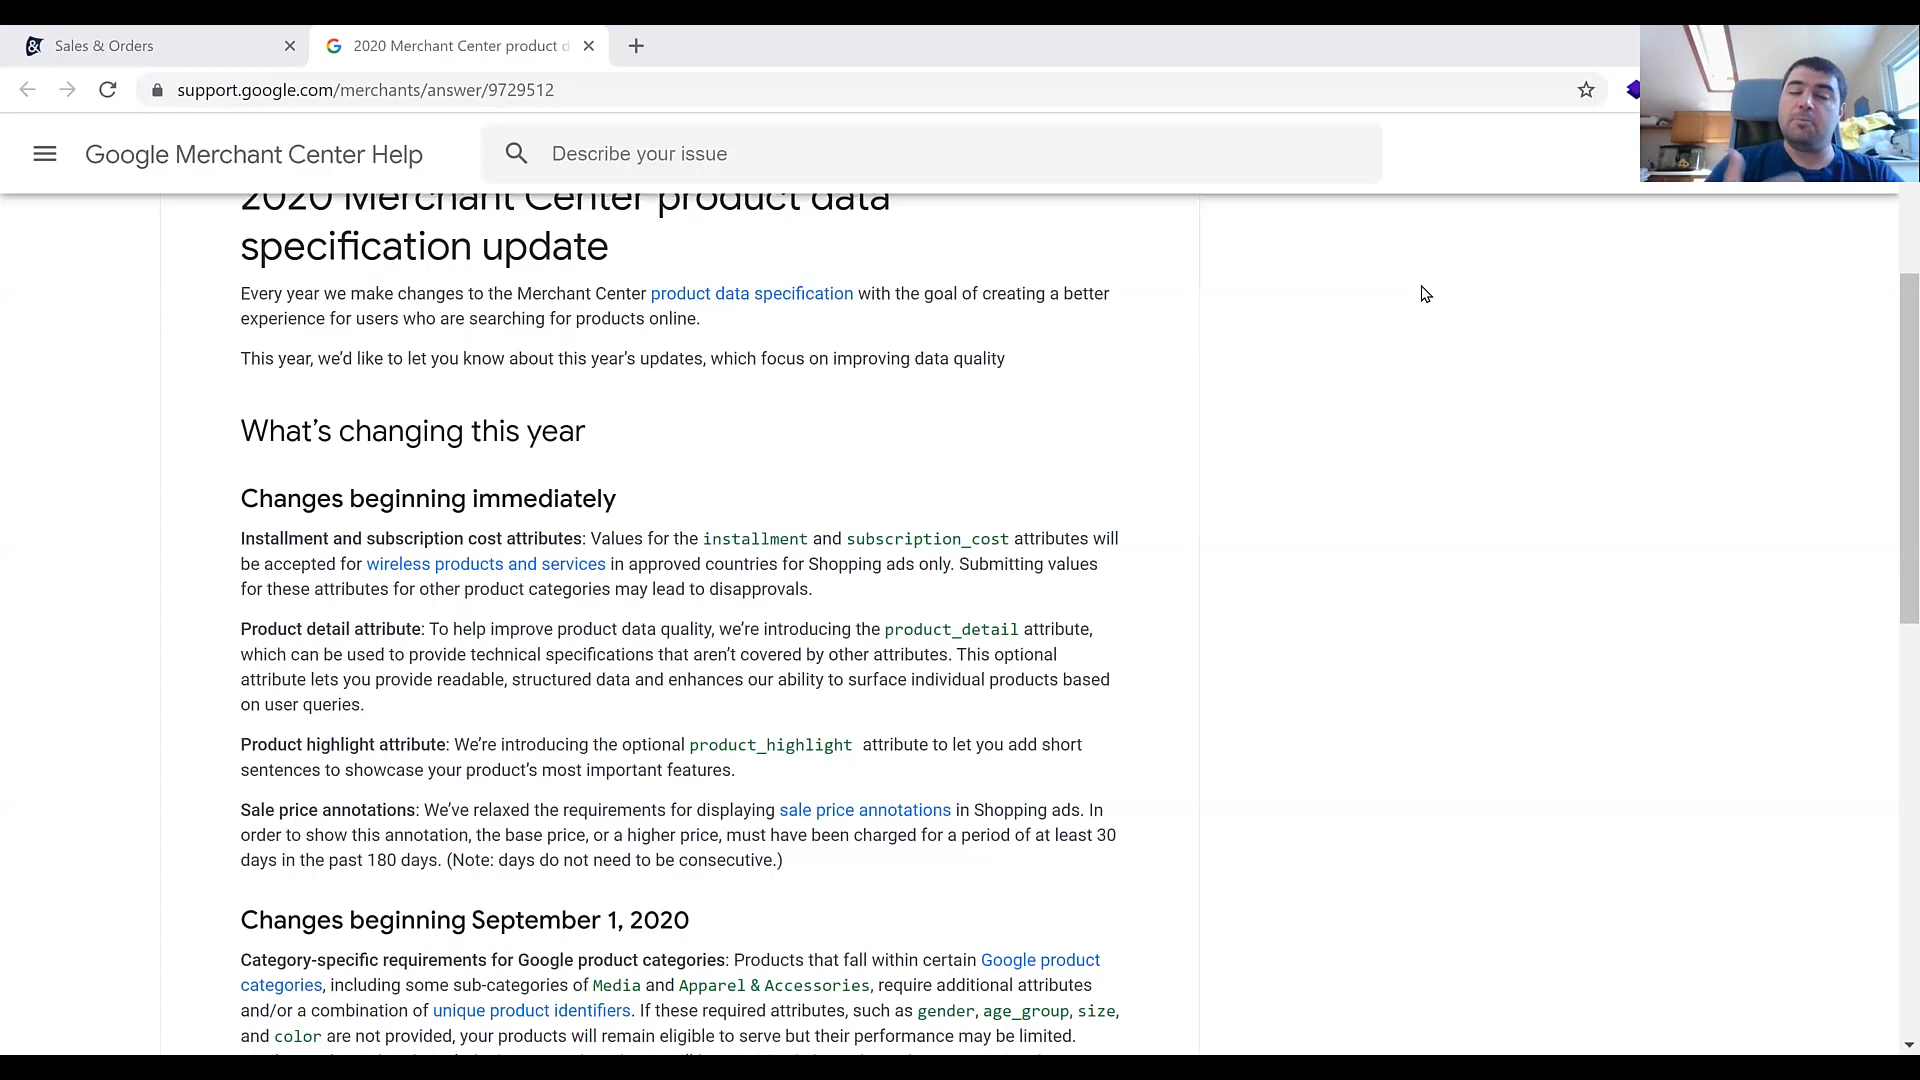 Sales & Orders
2020 Merchant Center product d
support.google.com/merchants/answer/9729512
Google Merchant Center Help
Describe your issue
2020 Merchant Center product data
specification update
Every year we make changes to the Merchant Center product data specification with the goal of creating a better
experience for users who are searching for products online.
This year, we’d like to let you know about this year’s updates, which focus on improving data quality
What’s changing this year
Changes beginning immediately
Installment and subscription cost attributes: Values for the installment and subscription_cost attributes will
be accepted for wireless products and services in approved countries for Shopping ads only. Submitting values
for these attributes for other product categories may lead to disapprovals.
Product detail attribute: To help improve product data quality, we’re introducing the product_detail attribute,
which can be used to provide technical specifications that aren’t covered by other attributes. This optional
attribute lets you provide readable, structured data and enhances our ability to surface individual products based
on user queries.
Product highlight attribute: We’re introducing the optional product_highlight attribute to let you add short
sentences to showcase your product’s most important features.
Sale price annotations: We’ve relaxed the requirements for displaying sale price annotations in Shopping ads. In
order to show this annotation, the base price, or a higher price, must have been charged for a period of at least 30
days in the past 180 days. (Note: days do not need to be consecutive.)
Changes beginning September 1, 2020
Category-specific requirements for Google product categories: Products that fall within certain Google product
categories, including some sub-categories of Media and Apparel & Accessories, require additional attributes
and/or a combination of unique product identifiers. If these required attributes, such as gender, age_group, size,
and color are not provided, your products will remain eligible to serve but their performance may be limited.